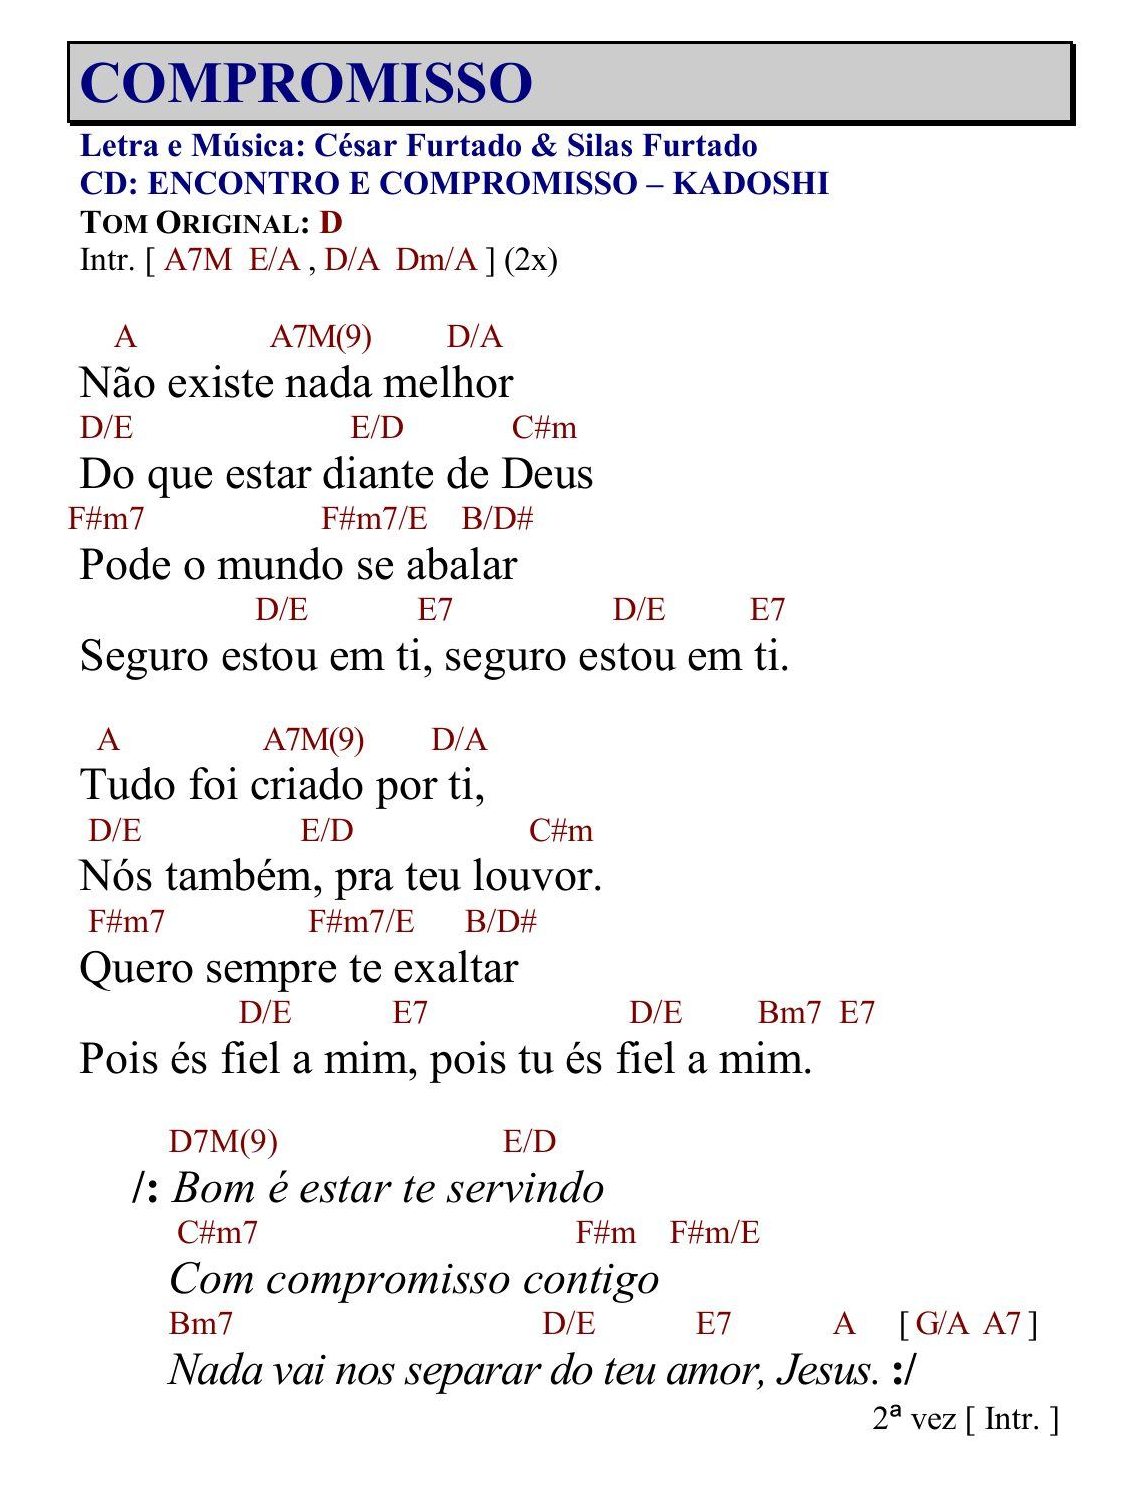 COMPROMISSO
Letra e Música: César Furtado & Silas Furtado
CD: ENCONTRO E COMPROMISSO – KADOSHI
TOM ORIGINAL: D
Intr. [ A7M E/A , D/A Dm/A ] (2x)
A A7M(9) D/A
Não existe nada melhor
D/E E/D C#m
Do que estar diante de Deus
F#m7 F#m7/E B/D#
Pode o mundo se abalar
D/E E7 D/E E7
Seguro estou em ti, seguro estou em ti.
A A7M(9) D/A
Tudo foi criado por ti,
D/E E/D C#m
Nós também, pra teu louvor.
F#m7 F#m7/E B/D#
Quero sempre te exaltar
D/E E7 D/E Bm7 E7
Pois és fiel a mim, pois tu és fiel a mim.
D7M(9) E/D
/: Bom é estar te servindo
C#m7 F#m F#m/E
Com compromisso contigo
Bm7 D/E E7 A [ G/A A7 ]
Nada vai nos separar do teu amor, Jesus. :/
2ª vez [ Intr. ]